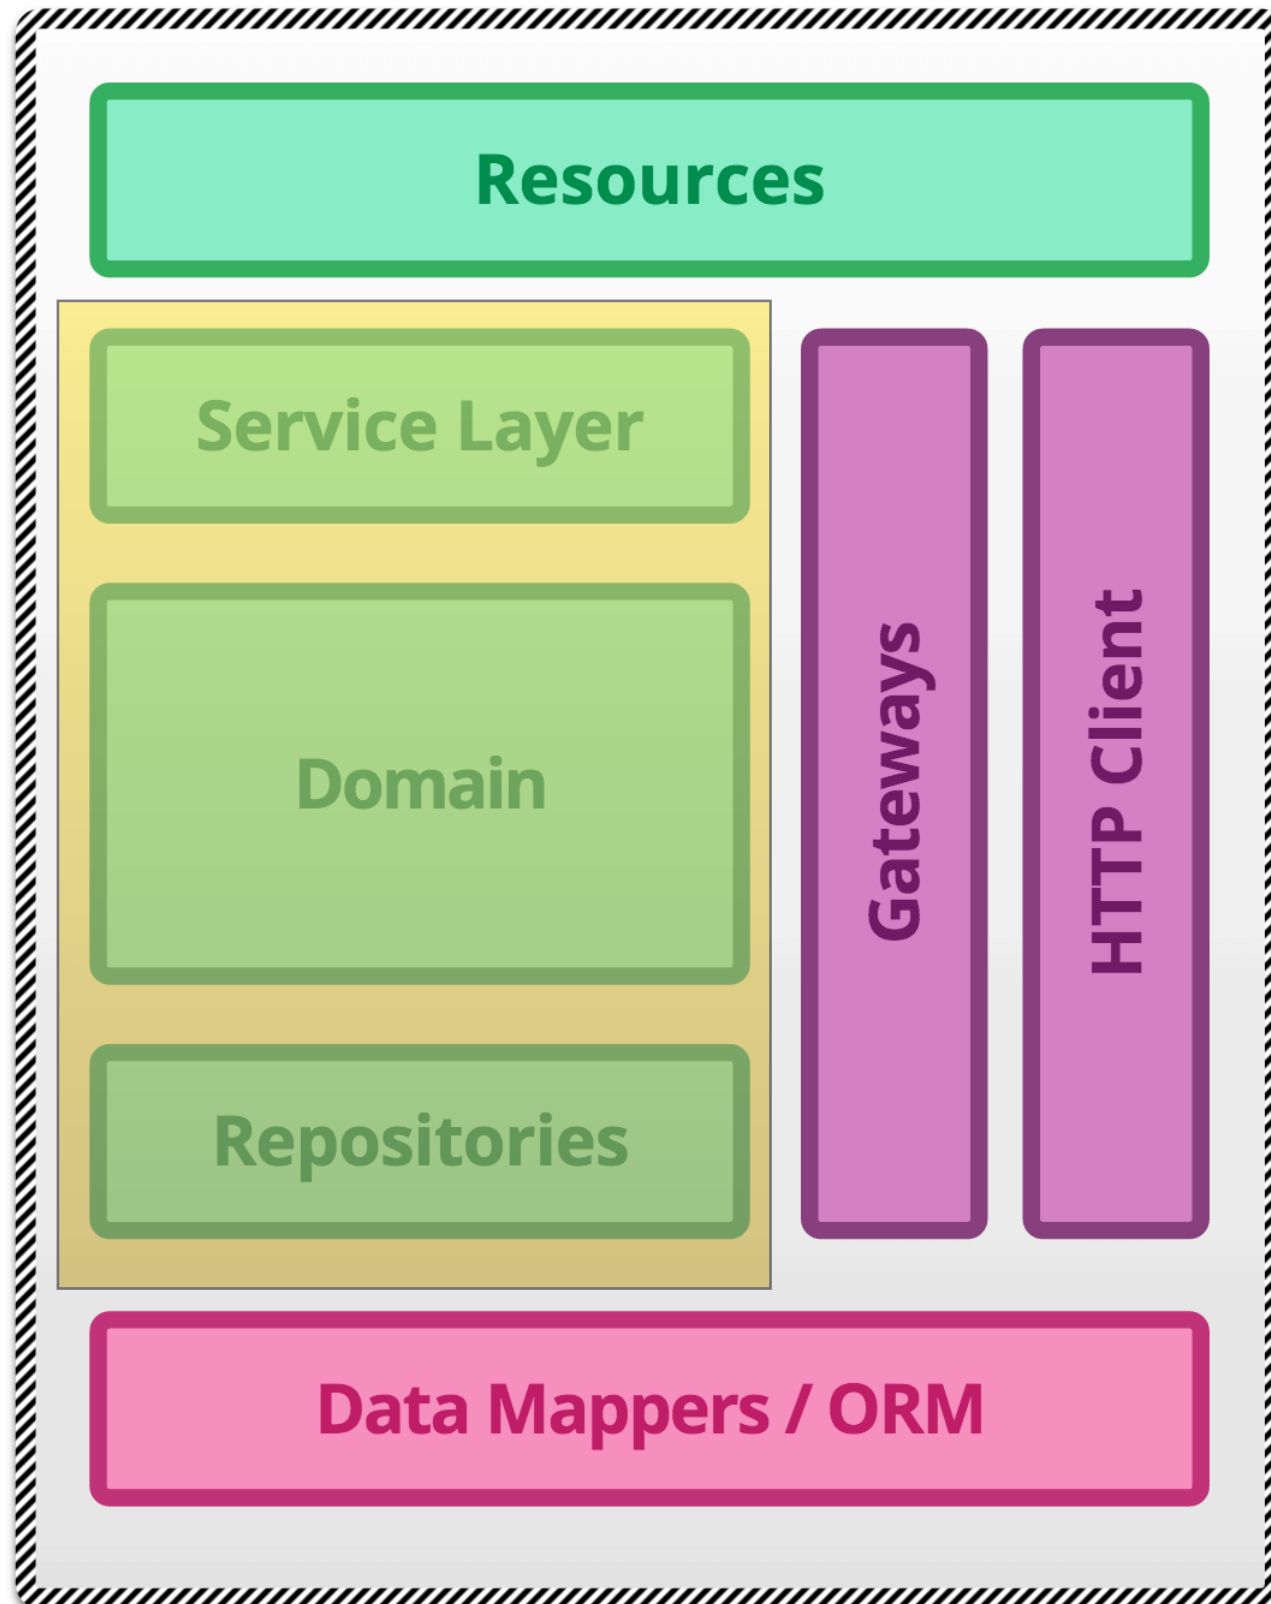 Resources
Service Layer
Domain
Repositories
Gateways
HTTP Client
Data Mappers / ORM